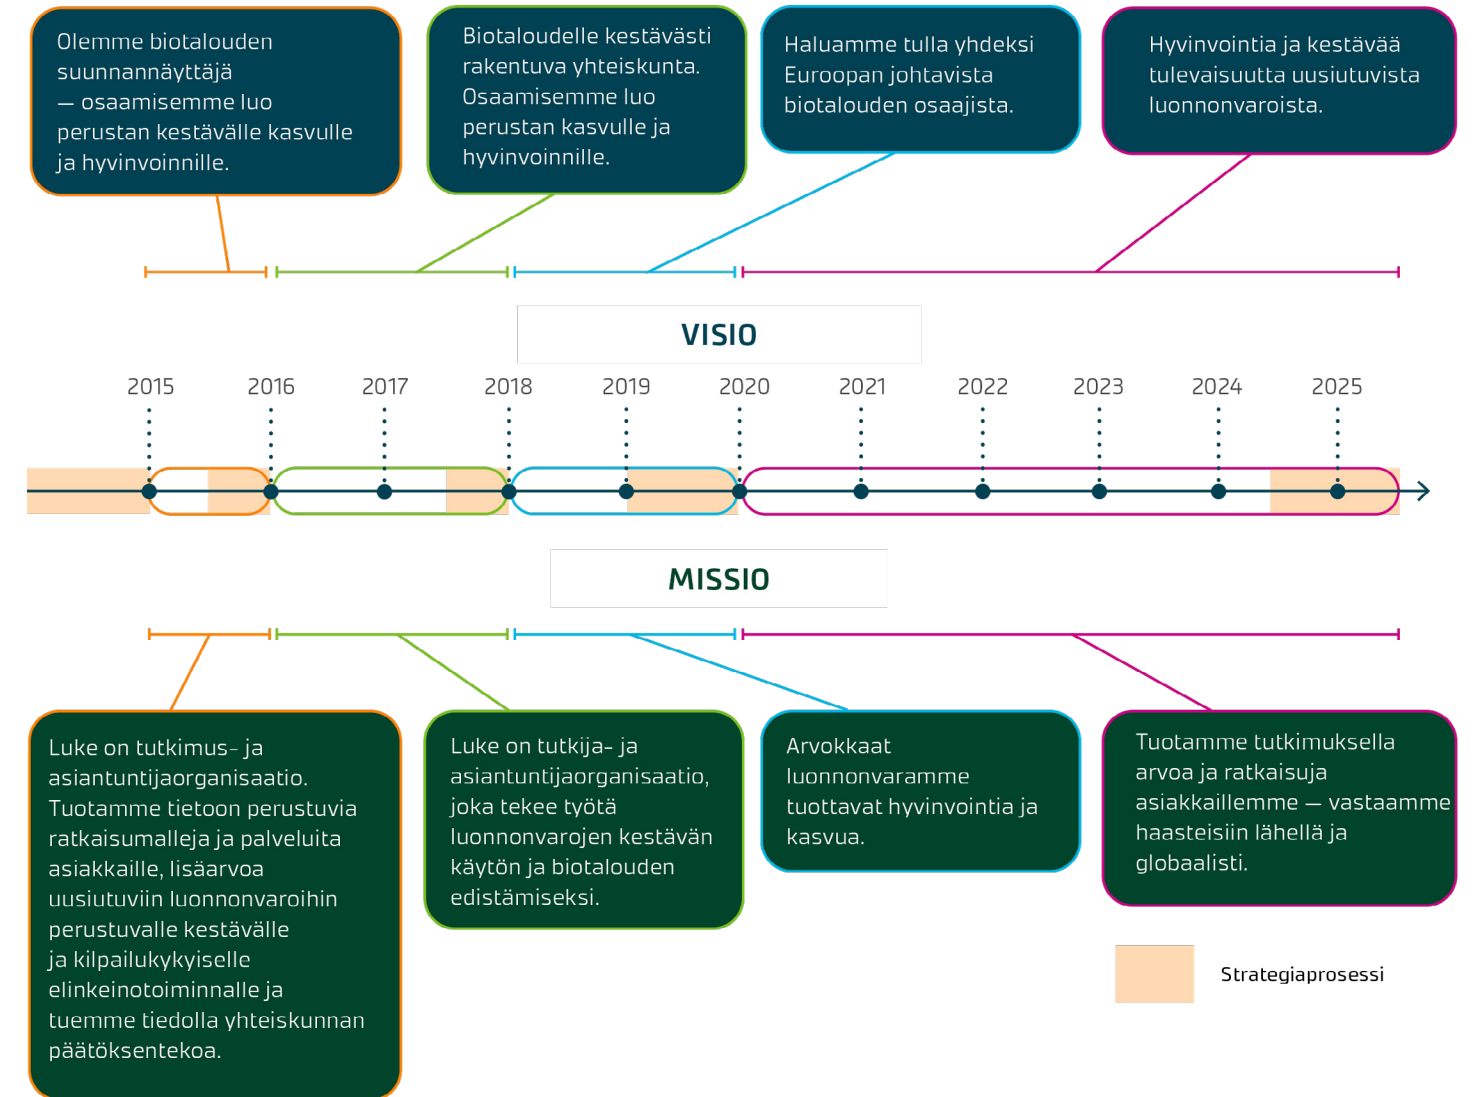 Olemme biotalouden
suunnannäyttäjä
— osaamisemme luo
perustan kestävälle kasvulle
ja hyvinvoinnille.
Biotaloudelle kestävästi
rakentuva yhteiskunta.
Osaamisemme luo
perustan kasvulle ja
hyvinvoinnille.
Haluamme tulla yhdeksi
Euroopan johtavista
biotalouden osaajista.
Hyvinvointia ja kestävää
tulevaisuutta uusiutuvista
luonnonvaroista.
VISIO
2015 2016 2017 2018 2019 2020 2021 2022 2023 2024 2025
MISSIO
Luke on tutkimus- ja
asiantuntijaorganisaatio.
Tuotamme tietoon perustuvia
ratkaisumalleja ja palveluita
asiakkaille, lisäarvoa
uusiutuviin luonnonvaroihin
perustuvalle kestävälle
ja kilpailukykyiselle
elinkeinotoiminnalle ja
tuemme tiedolla yhteiskunnan
päätöksentekoa.
Luke on tutkija- ja
asiantuntijaorganisaatio,
joka tekee työtä
luonnonvarojen kestävän
käytön ja biotalouden
edistämiseksi.
Arvokkaat
luonnonvaramme
tuottavat hyvinvointia ja
kasvua.
Tuotamme tutkimuksella
arvoa ja ratkaisuja
asiakkaillemme — vastaamme
haasteisiin lähellä ja
globaalisti.
Strategiaprosessi